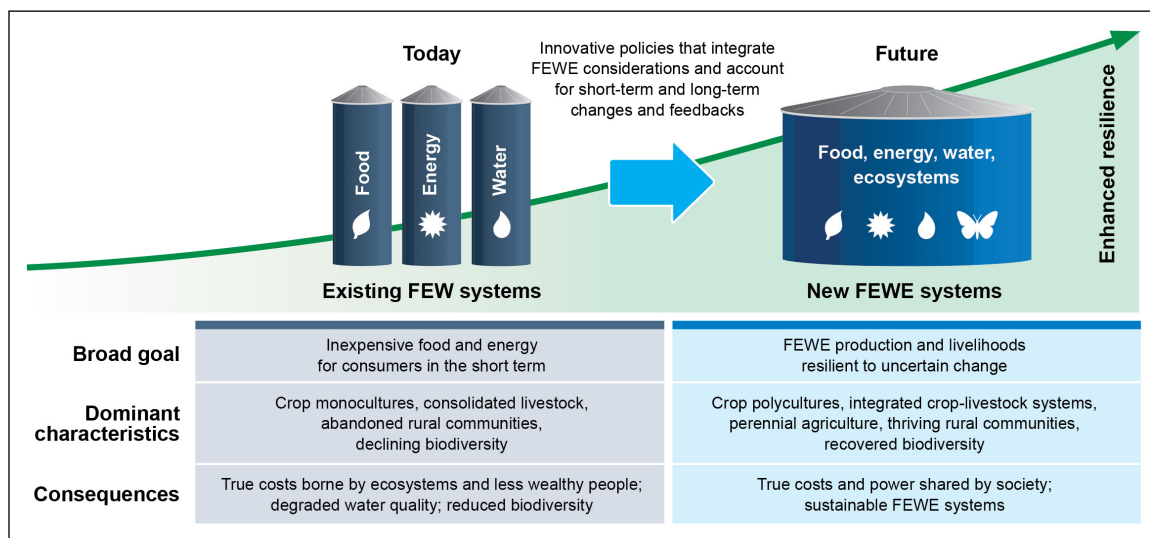 Today
Innovative policies that integrate
FEWE considerations and account
for short-term and long-term
changes and feedbacks
Future
Food
Energy
Water
Food, energy, water,
ecosystems
Enhanced resilience
Existing FEW systems
New FEWE systems
Broad goal
Inexpensive food and energy
for consumers in the short term
FEWE production and livelihoods
resilient to uncertain change
Dominant
characteristics
Crop monocultures, consolidated livestock,
abandoned rural communities,
declining biodiversity
Crop polycultures, integrated crop-livestock systems,
perennial agriculture, thriving rural communities,
recovered biodiversity
Consequences
True costs borne by ecosystems and less wealthy people;
degraded water quality; reduced biodiversity
True costs and power shared by society;
sustainable FEWE systems